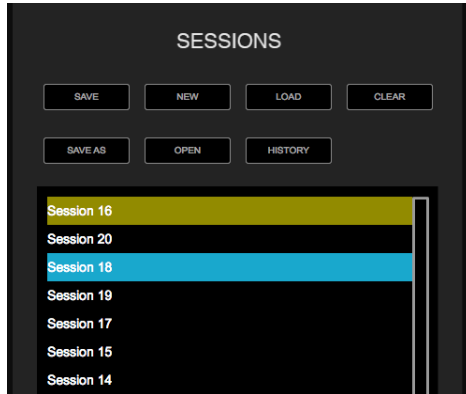 SESSIONS
SAVE NEW LOAD CLEAR
SAVE AS OPEN HISTORY
Session 16
Session 20
Session 18
Session 19
Session 17
Session 15
Session 14